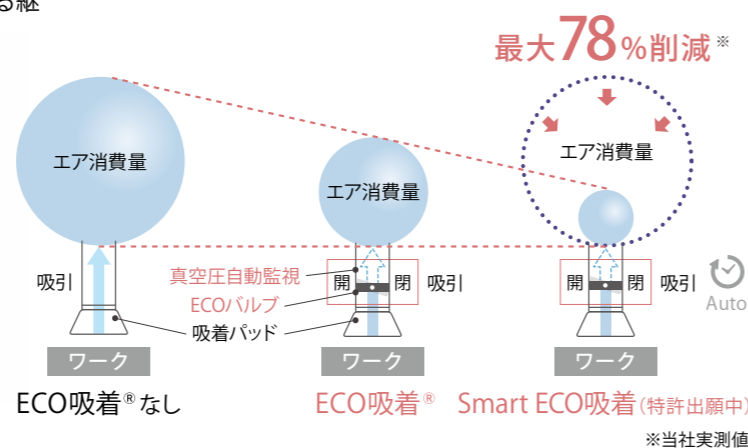 る継
最大78%削減※
エア消費量
エア消費量
エア消費量
吸引
真空圧自動監視
ECOバルブ
吸着パッド
開
閉
吸引
開
閉
吸引
Auto
ワーク
ワーク
ワーク
ECO吸着®なし
ECO吸着®
Smart ECO吸着(特許出願中)
※当社実測値